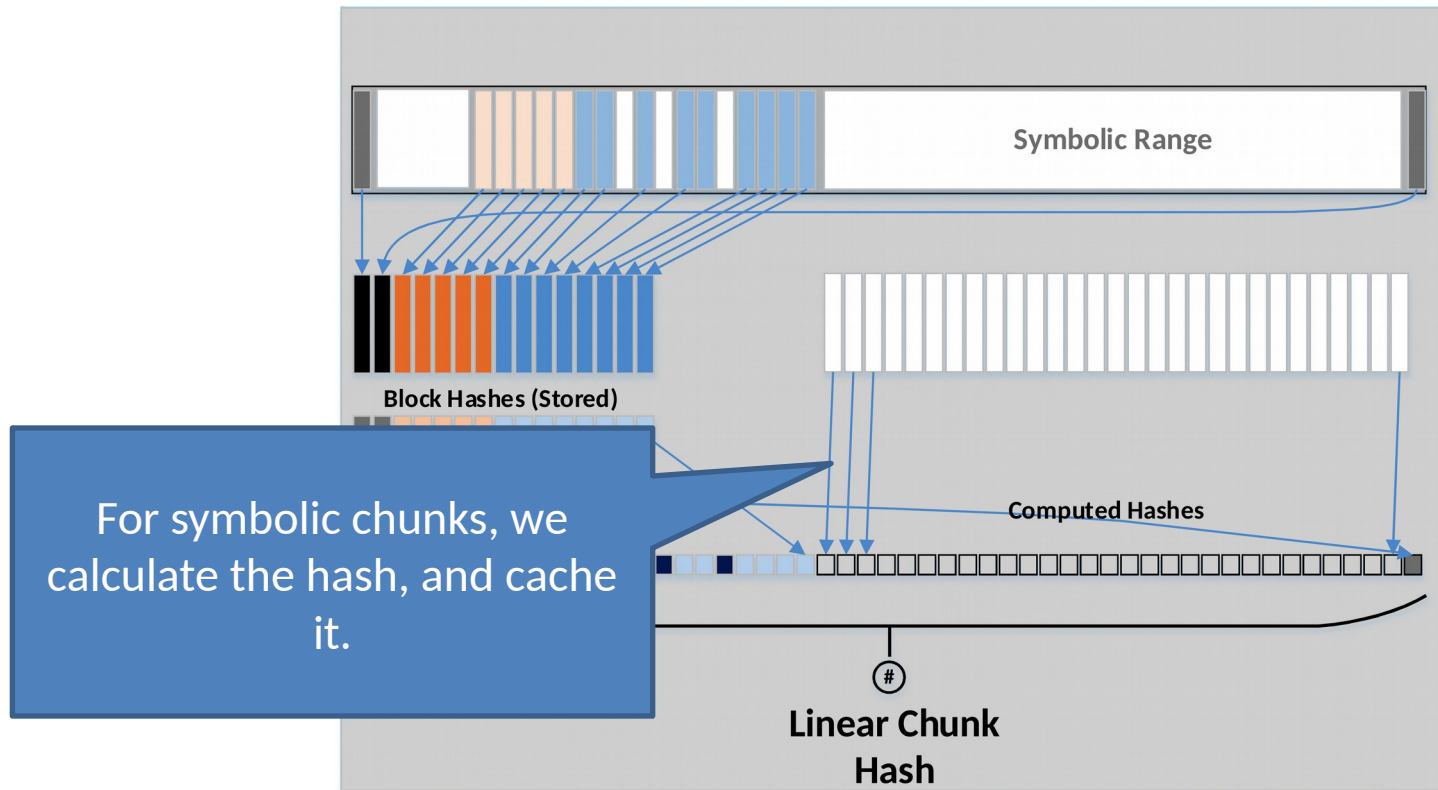 Symbolic Range
Block Hashes (Stored)
For symbolic chunks, we
calculate the hash, and cache
it.
Computed Hashes
#
Linear Chunk
Hash